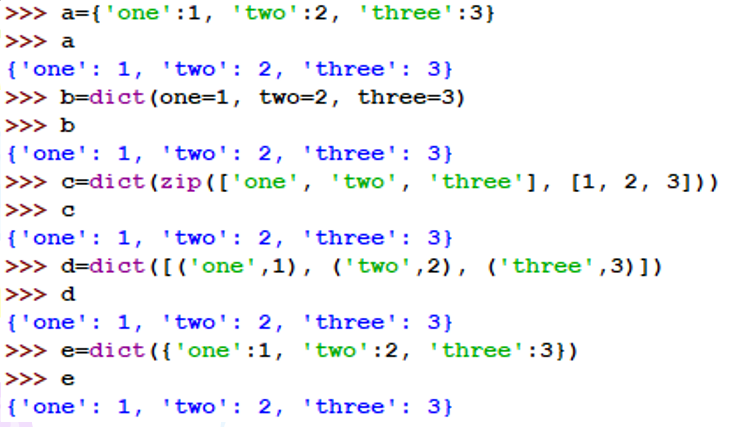 >>> a={'one':1, 'two':2, 'three':3}
>>> a
{'one': 1, 'two': 2, 'three': 3}
>>> b=dict(one=1, two=2, three=3)
>>> b
{'one': 1, 'two': 2, 'three': 3}
>>> c=dict(zip(['one', 'two', 'three'], [1, 2, 3]))
>>> c
{'one': 1, 'two': 2, 'three': 3}
>>> d=dict([('one',1), ('two',2), ('three',3)])
>>> d
{'one': 1, 'two': 2, 'three': 3}
>>> e=dict({'one':1, 'two':2, 'three':3})
>>> e
{'one': 1, 'two': 2, 'three': 3}